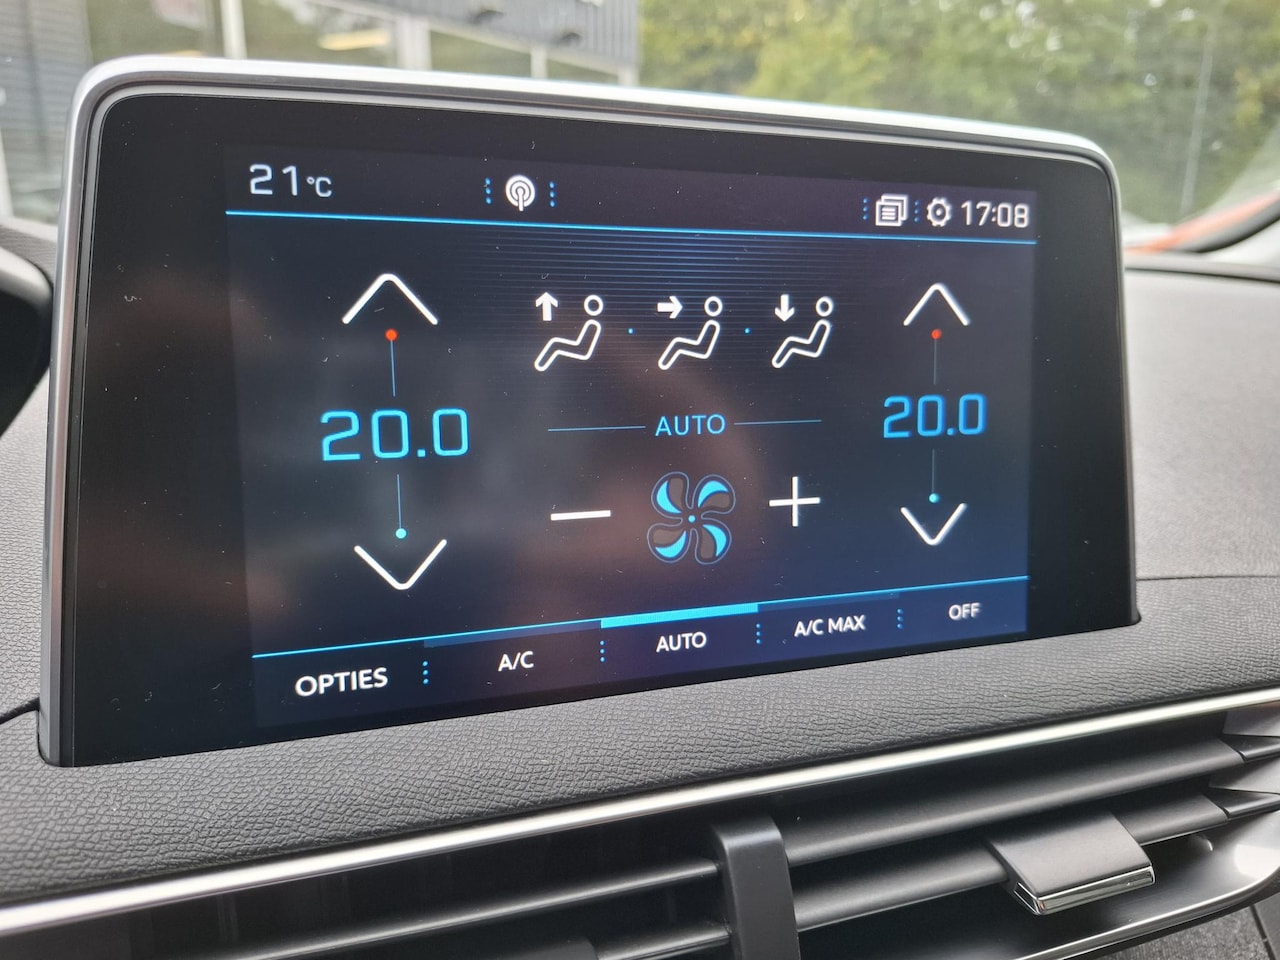 21°C 17:08
20.0 AUTO 20.0
OPTIES A/C AUTO A/C MAX OFF